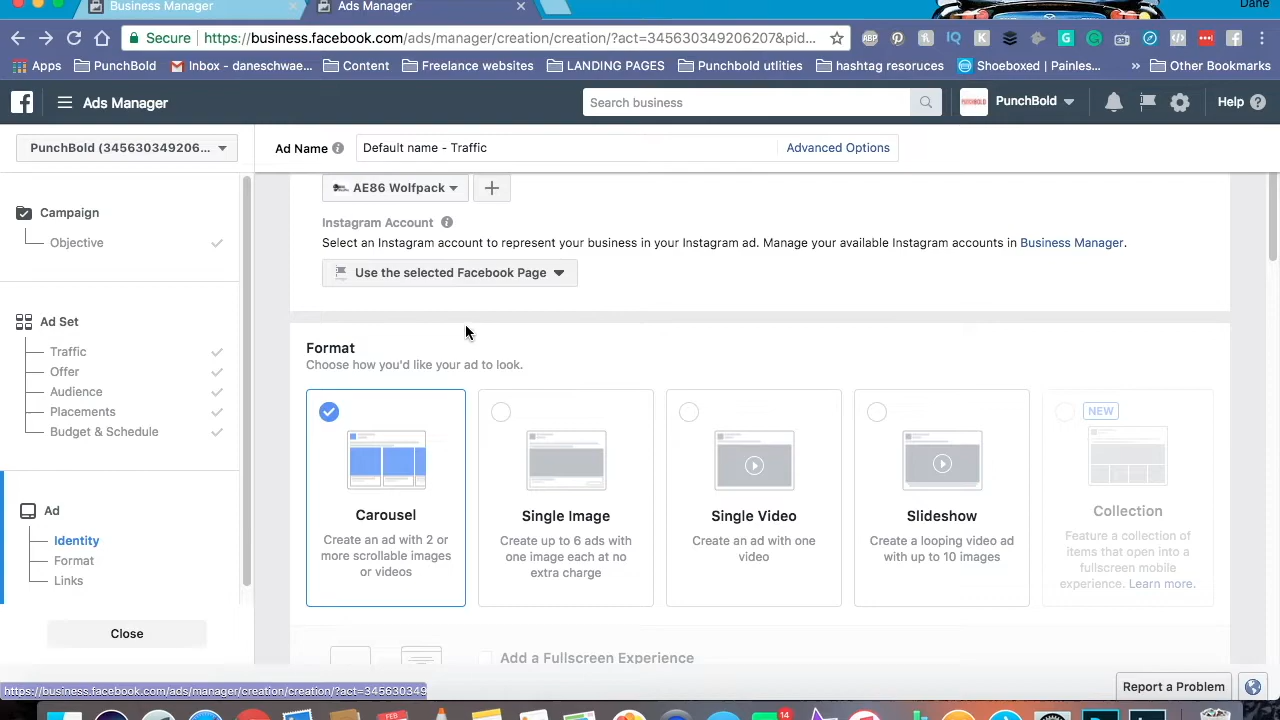 Business Manager
Ads Manager
Dane
Secure
https://business.facebook.com/ads/manager/creation/creation/?act=345630349206207&pid...
ABP
IQ
K
G
Apps
PunchBold
Inbox - daneschwae...
Content
Freelance websites
LANDING PAGES
Punchbold utlities
hashtag resoruces
Shoeboxed | Painles...
»
Other Bookmarks
Ads Manager
Search business
PunchBold
Help
PunchBold (345630349206...
Ad Name
Default name - Traffic
Advanced Options
Campaign
Objective
Ad Set
Traffic
Offer
Audience
Placements
Budget & Schedule
Ad
Identity
Format
Links
Close
AE86 Wolfpack
Instagram Account
Select an Instagram account to represent your business in your Instagram ad. Manage your available Instagram accounts in Business Manager.
Use the selected Facebook Page
Format
Choose how you'd like your ad to look.
Carousel
Create an ad with 2 or
more scrollable images
or videos
Single Image
Create up to 6 ads with
one image each at no
extra charge
Single Video
Create an ad with one
video
Slideshow
Create a looping video ad
with up to 10 images
NEW
Collection
Feature a collection of
items that open into a
fullscreen mobile
experience. Learn more.
Add a Fullscreen Experience
Report a Problem
https://business.facebook.com/ads/manager/creation/creation/?act=34563034
FEB
14